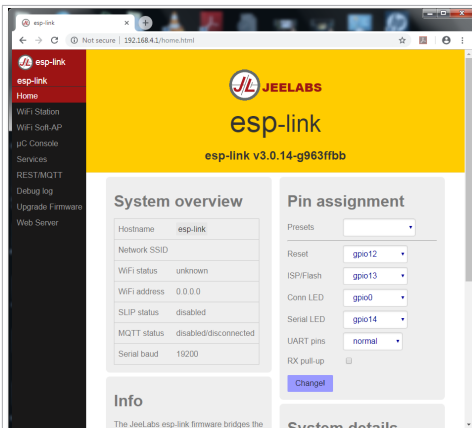 esp-link
Not secure | 192.168.4.1/home.html
esp-link
esp-link
Home
WiFi Station
WiFi Soft-AP
µC Console
Services
REST/MQTT
Debug log
Upgrade Firmware
Web Server
JL JEELABS
esp-link
esp-link v3.0.14-g963ffbb
System overview
Hostname esp-link
Network SSID
WiFi status unknown
WiFi address 0.0.0.0
SLIP status disabled
MQTT status disabled/disconnected
Serial baud 19200
Info
The JeeLabs esp-link firmware bridges the
Pin assignment
Presets
Reset gpio12
ISP/Flash gpio13
Conn LED gpio0
Serial LED gpio14
UART pins normal
RX pull-up
Change!
System details